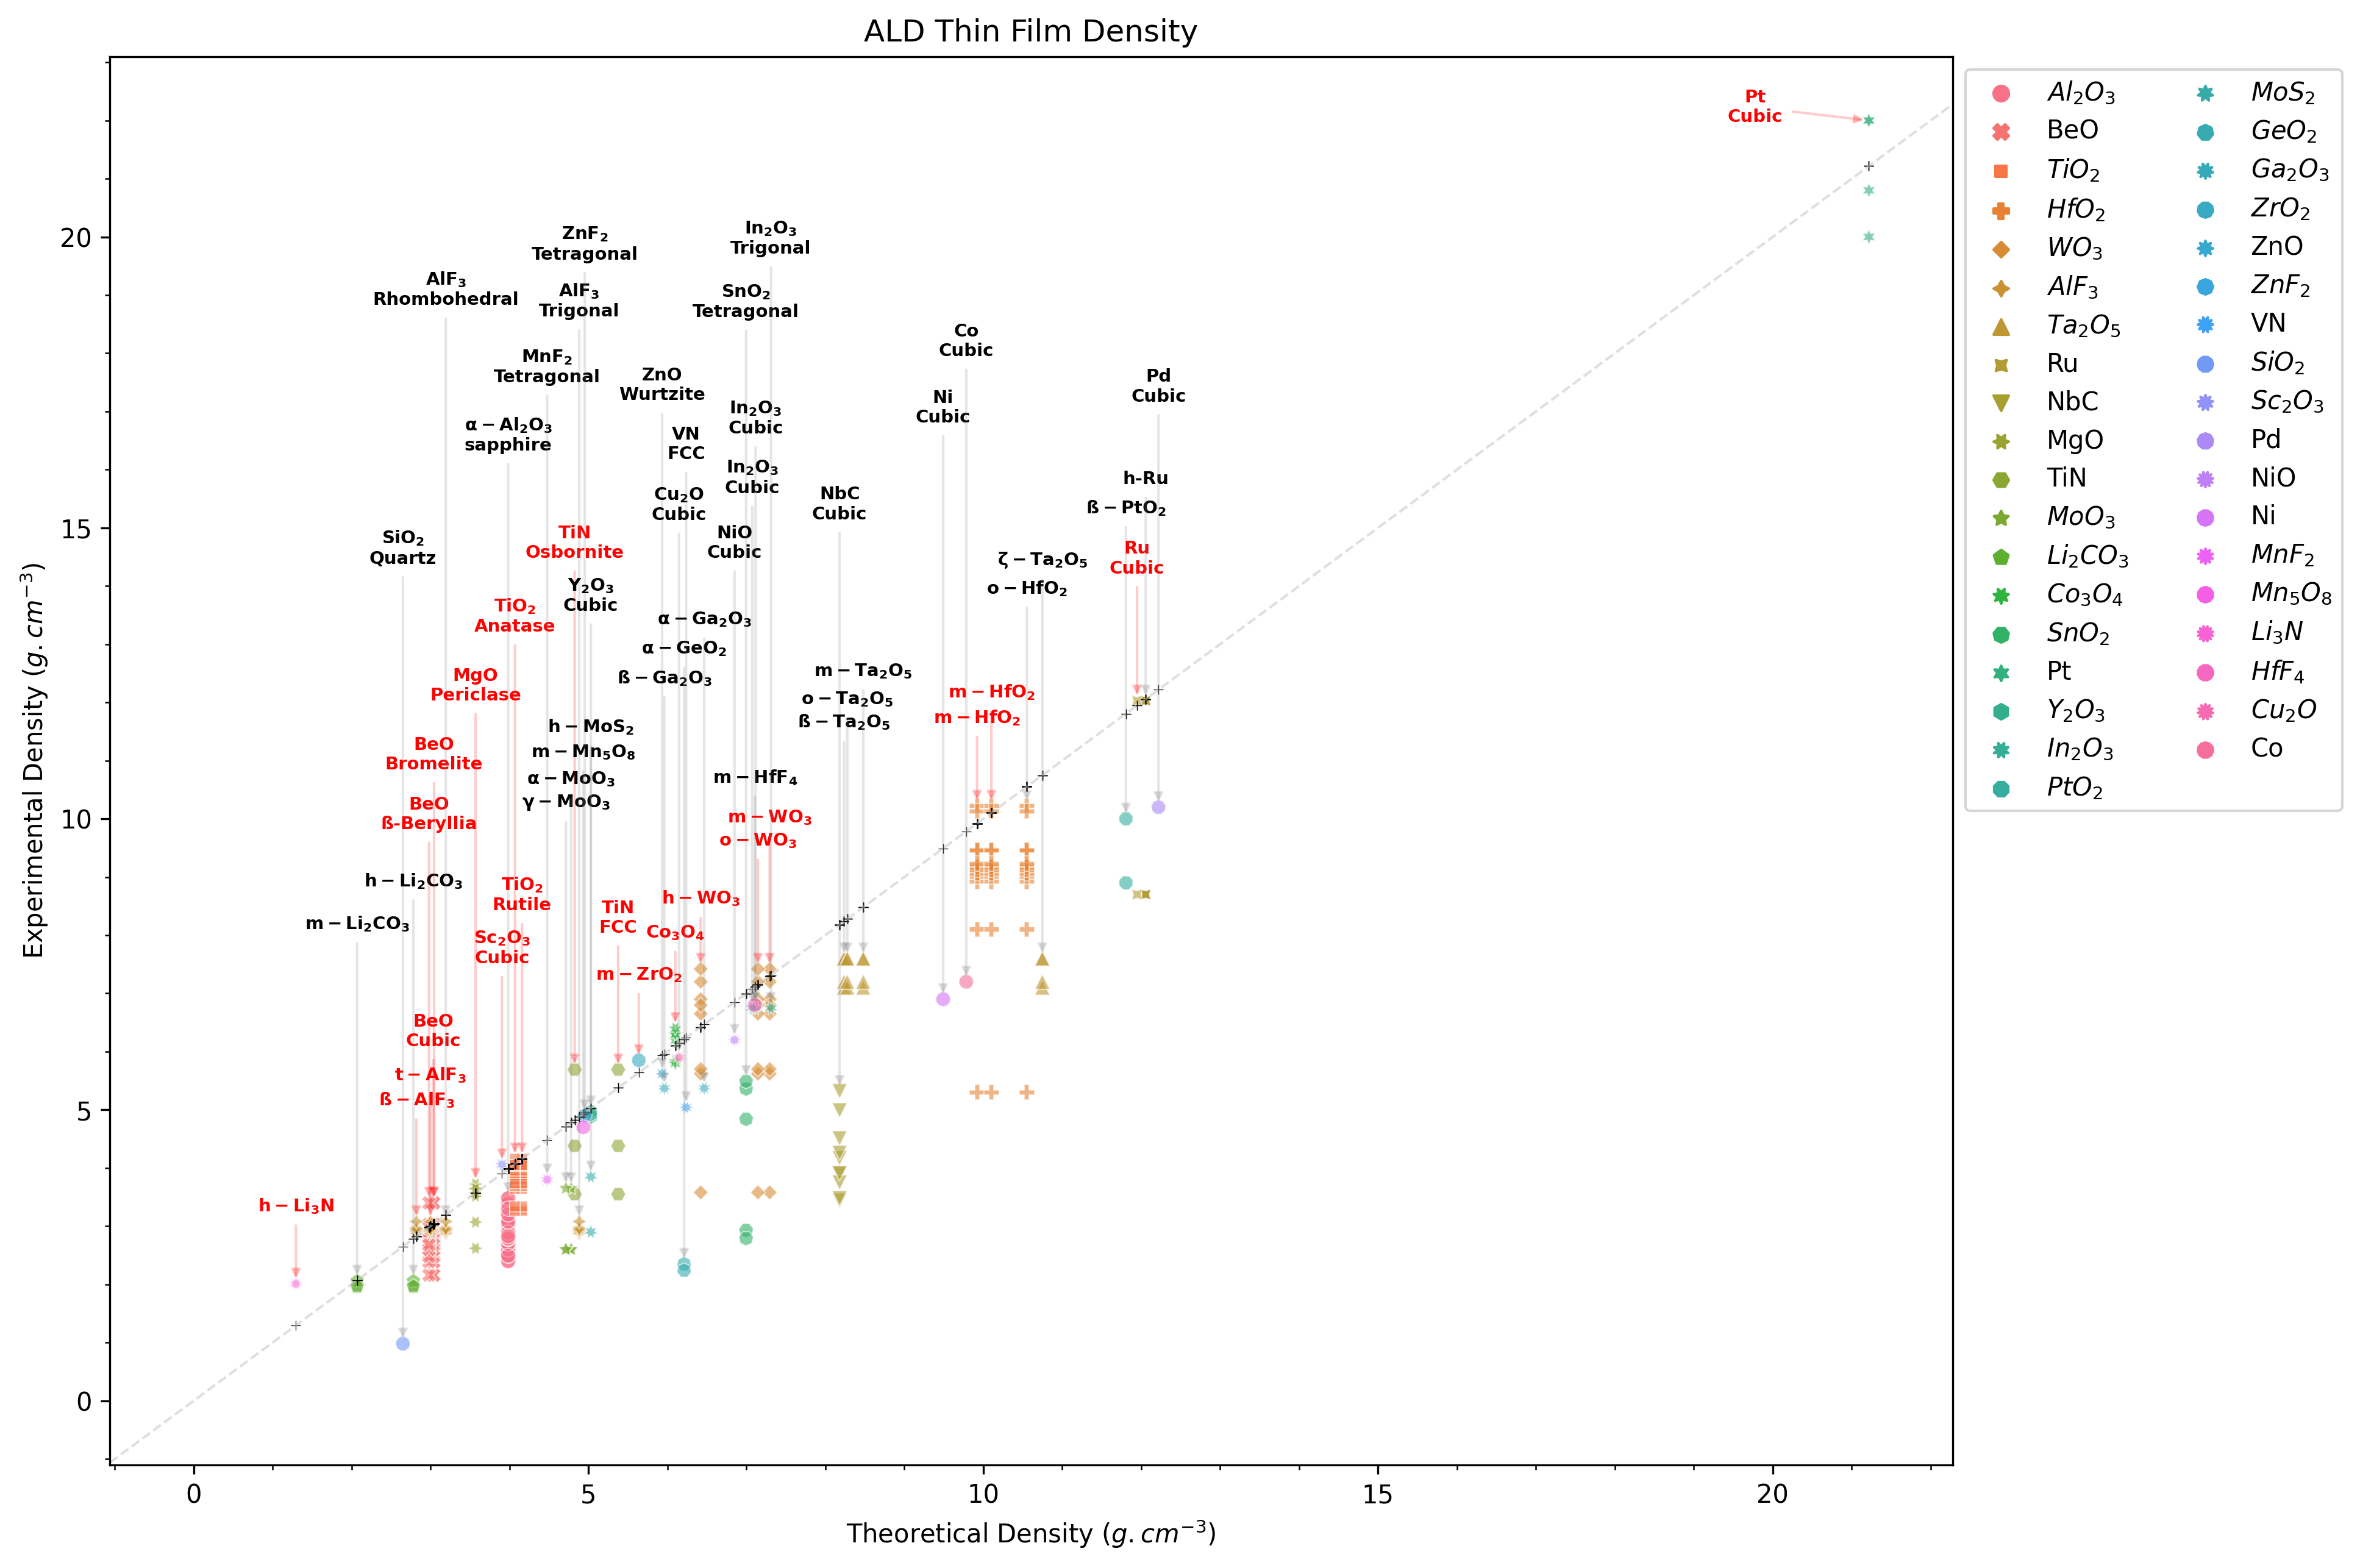 ALD Thin Film Density
Experimental Density (g.cm⁻³)
Theoretical Density (g.cm⁻³)
20
15
10
5
0
0
5
10
15
20
Pt
Cubic
In₂O₃
Trigonal
ZnF₂
Tetragonal
AlF₃
Rhombohedral
AlF₃
Trigonal
SnO₂
Tetragonal
Co
Cubic
MnF₂
Tetragonal
ZnO
Wurtzite
Pd
Cubic
Ni
Cubic
In₂O₃
Cubic
α − Al₂O₃
sapphire
VN
FCC
In₂O₃
Cubic
h-Ru
Cu₂O
Cubic
NbC
Cubic
ß − PtO₂
SiO₂
Quartz
TiN
Osbornite
NiO
Cubic
Ru
Cubic
ζ − Ta₂O₅
Y₂O₃
Cubic
o − HfO₂
TiO₂
Anatase
α − Ga₂O₃
α − GeO₂
MgO
Periclase
ß − Ga₂O₃
m − Ta₂O₅
m − HfO₂
o − Ta₂O₅
m − HfO₂
ß − Ta₂O₅
h − MoS₂
BeO
Bromelite
m − Mn₅O₈
α − MoO₃
m − HfF₄
γ − MoO₃
BeO
ß-Beryllia
m − WO₃
o − WO₃
h − Li₂CO₃
TiO₂
Rutile
h − WO₃
m − Li₂CO₃
TiN
FCC
Co₃O₄
Sc₂O₃
Cubic
m − ZrO₂
BeO
Cubic
t − AlF₃
ß − AlF₃
h − Li₃N
Al₂O₃
BeO
TiO₂
HfO₂
WO₃
AlF₃
Ta₂O₅
Ru
NbC
MgO
TiN
MoO₃
Li₂CO₃
Co₃O₄
SnO₂
Pt
Y₂O₃
In₂O₃
PtO₂
MoS₂
GeO₂
Ga₂O₃
ZrO₂
ZnO
ZnF₂
VN
SiO₂
Sc₂O₃
Pd
NiO
Ni
MnF₂
Mn₅O₈
Li₃N
HfF₄
Cu₂O
Co